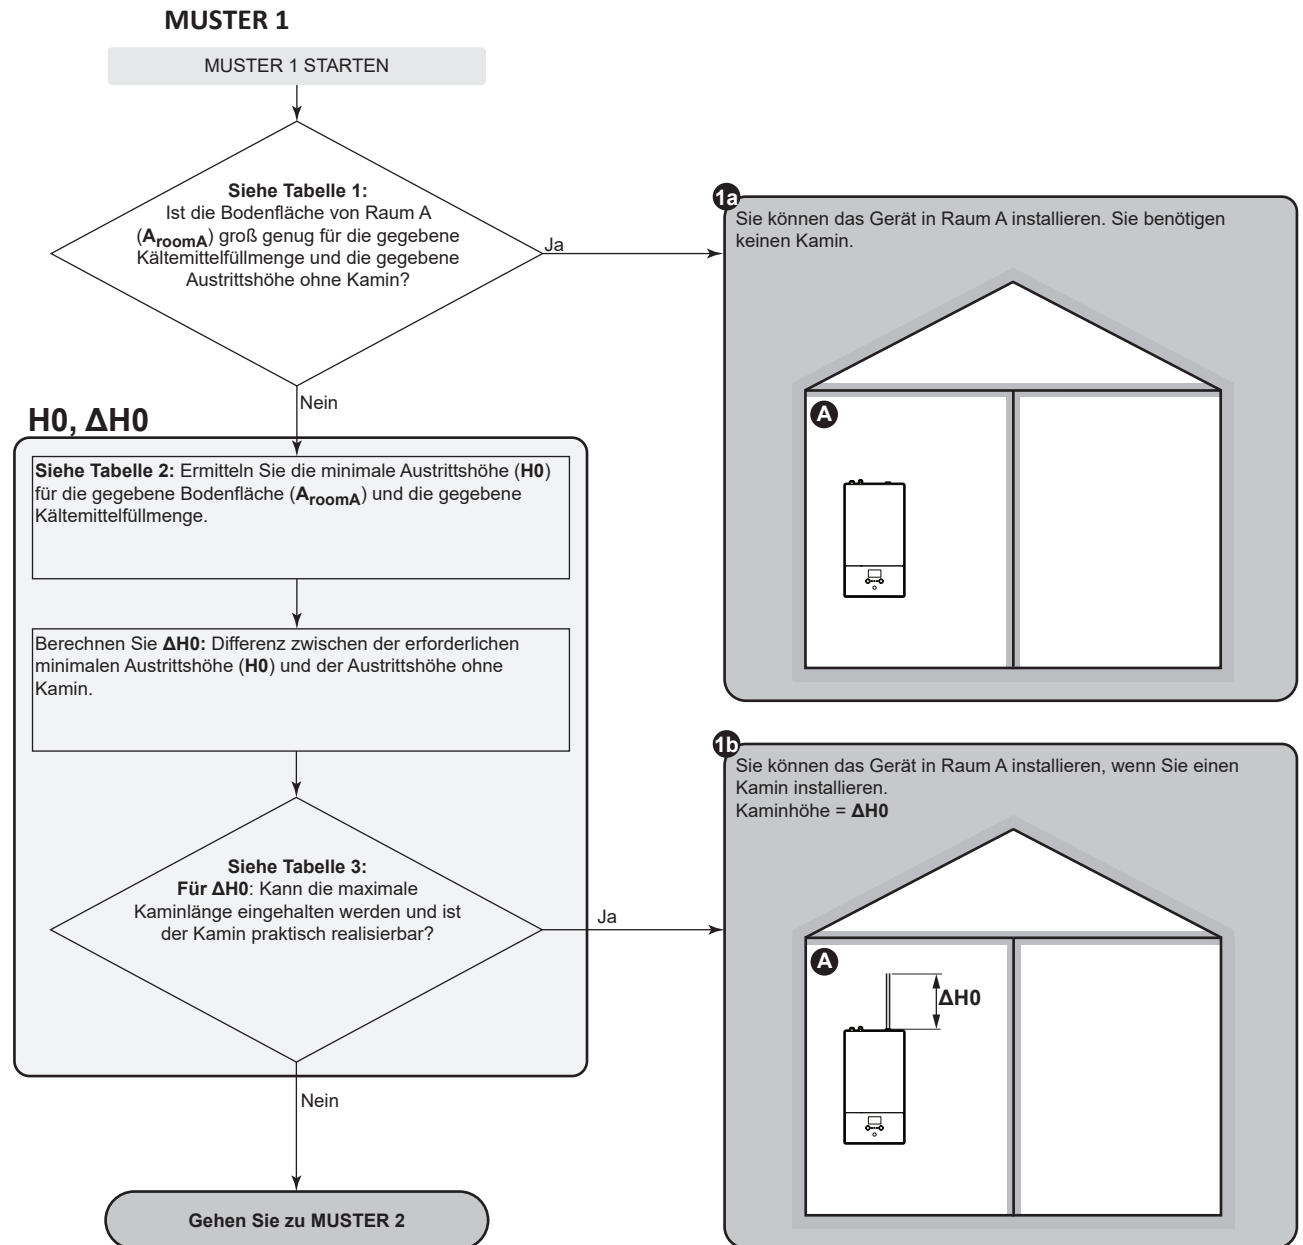 MUSTER 1
MUSTER 1 STARTEN
Siehe Tabelle 1:
Ist die Bodenfläche von Raum A
(AroomA) groß genug für die gegebene
Kältemittelfüllmenge und die gegebene
Austrittshöhe ohne Kamin?
Ja
Nein
1a
Sie können das Gerät in Raum A installieren. Sie benötigen
keinen Kamin.
A
H0, ΔH0
Siehe Tabelle 2: Ermitteln Sie die minimale Austrittshöhe (H0)
für die gegebene Bodenfläche (AroomA) und die gegebene
Kältemittelfüllmenge.
Berechnen Sie ΔH0: Differenz zwischen der erforderlichen
minimalen Austrittshöhe (H0) und der Austrittshöhe ohne
Kamin.
Siehe Tabelle 3:
Für ΔH0: Kann die maximale
Kaminlänge eingehalten werden und ist
der Kamin praktisch realisierbar?
Ja
Nein
1b
Sie können das Gerät in Raum A installieren, wenn Sie einen
Kamin installieren.
Kaminhöhe = ΔH0
A
ΔH0
Gehen Sie zu MUSTER 2